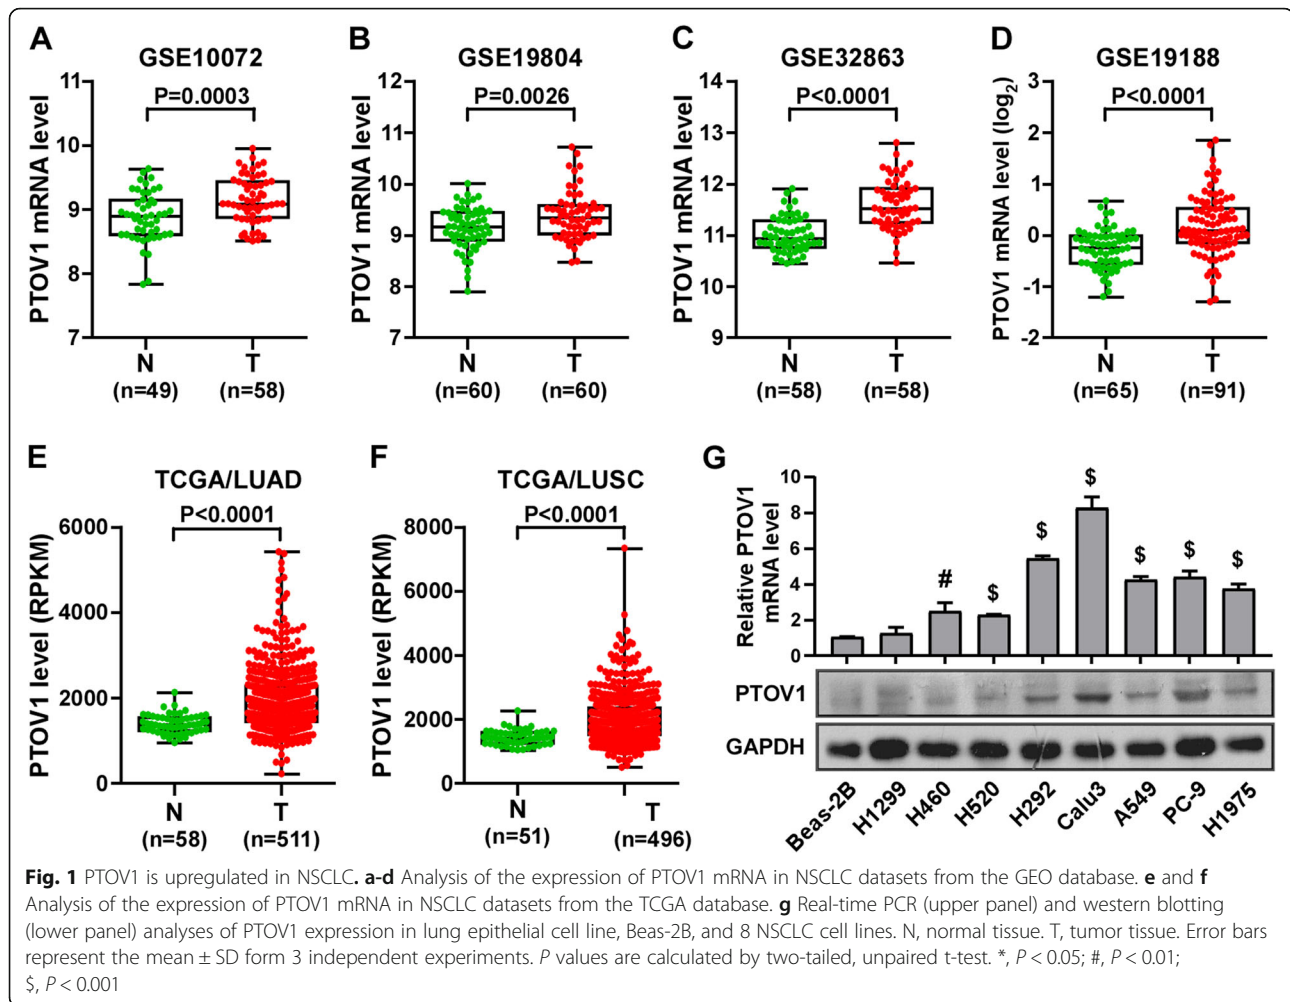 A
GSE10072
P=0.0003
PTOV1 mRNA level
11
10
9
8
7
N
T
(n=49)
(n=58)
B
GSE19804
P=0.0026
PTOV1 mRNA level
12
11
10
9
8
7
N
T
(n=60)
(n=60)
C
GSE32863
P<0.0001
PTOV1 mRNA level
14
13
12
11
10
9
N
T
(n=58)
(n=58)
D
GSE19188
P<0.0001
PTOV1 mRNA level (log2)
3
2
1
0
-1
-2
N
T
(n=65)
(n=91)
E
TCGA/LUAD
P<0.0001
PTOV1 level (RPKM)
6000
4000
2000
0
N
T
(n=58)
(n=511)
F
TCGA/LUSC
P<0.0001
PTOV1 level (RPKM)
8000
6000
4000
2000
0
N
T
(n=51)
(n=496)
G
Relative PTOV1
mRNA level
10
8
6
4
2
0
#
$
$
$
$
$
$
PTOV1
GAPDH
Beas-2B
H1299
H460
H520
H292
Calu3
A549
PC-9
H1975
Fig. 1 PTOV1 is upregulated in NSCLC. a-d Analysis of the expression of PTOV1 mRNA in NSCLC datasets from the GEO database. e and f
Analysis of the expression of PTOV1 mRNA in NSCLC datasets from the TCGA database. g Real-time PCR (upper panel) and western blotting
(lower panel) analyses of PTOV1 expression in lung epithelial cell line, Beas-2B, and 8 NSCLC cell lines. N, normal tissue. T, tumor tissue. Error bars
represent the mean ± SD form 3 independent experiments. P values are calculated by two-tailed, unpaired t-test. *, P < 0.05; #, P < 0.01;
$, P < 0.001